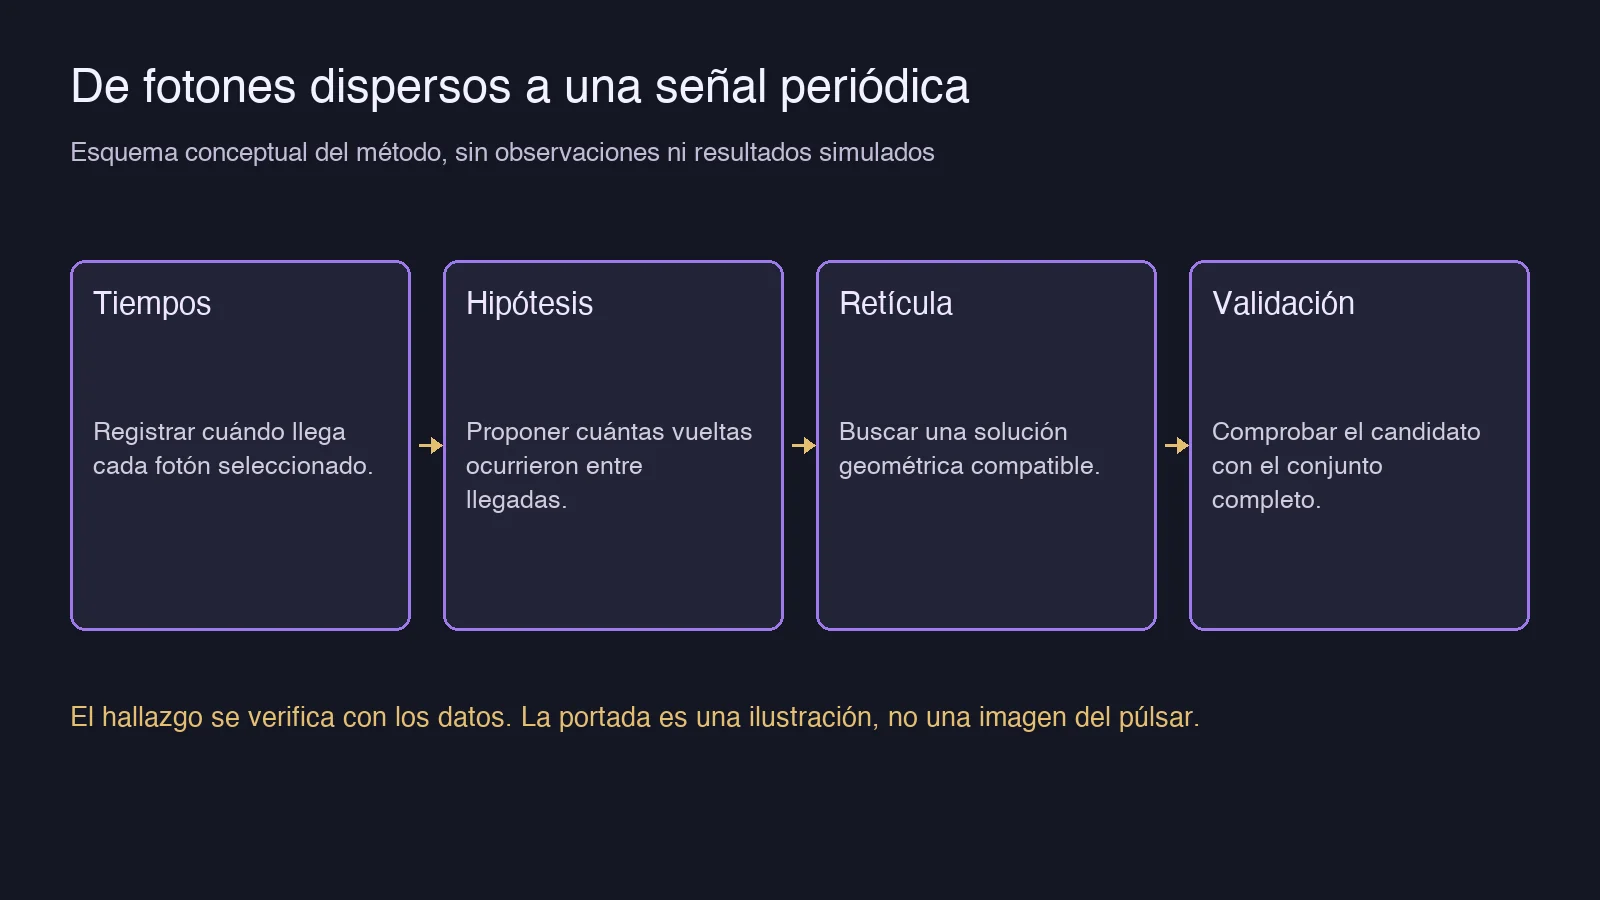 De fotones dispersos a una señal periódica
Esquema conceptual del método, sin observaciones ni resultados simulados
Tiempos
Registrar cuándo llega
cada fotón seleccionado.
Hipótesis
Proponer cuántas vueltas
ocurrieron entre
llegadas.
Retícula
Buscar una solución
geométrica compatible.
Validación
Comprobar el candidato
con el conjunto
completo.
El hallazgo se verifica con los datos. La portada es una ilustración, no una imagen del púlsar.